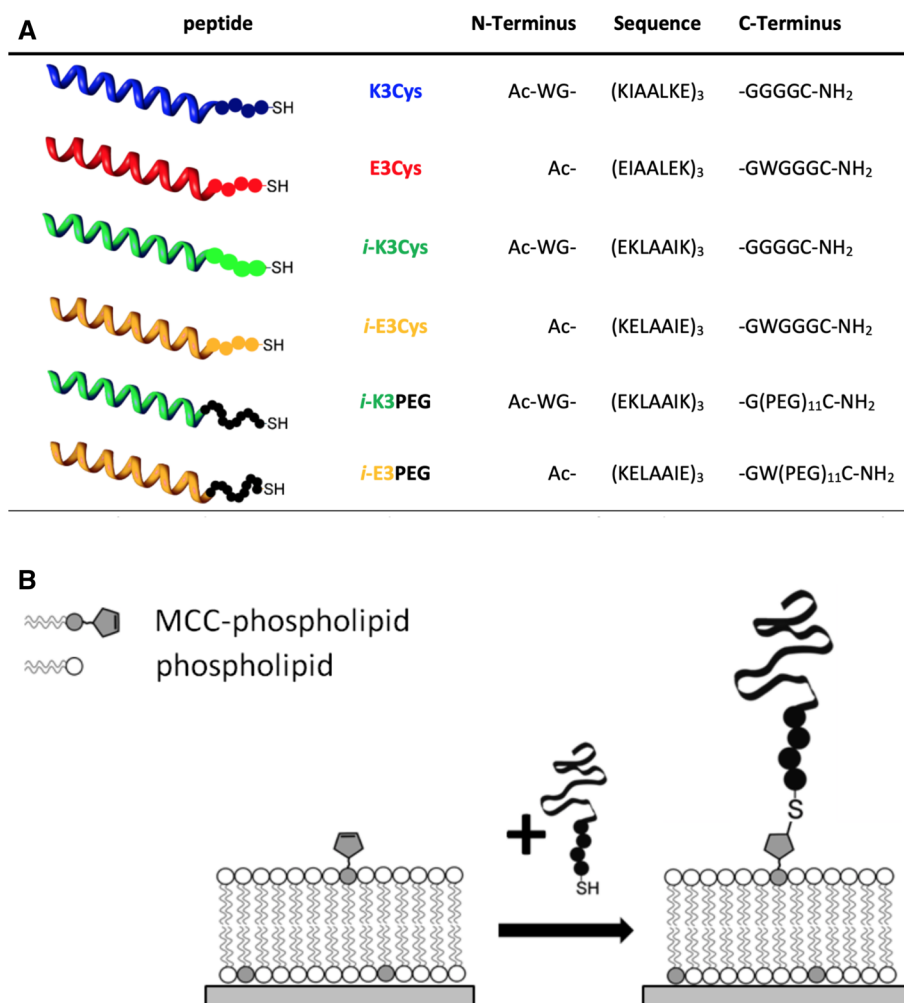 A
peptide N-Terminus Sequence C-Terminus
SH K3Cys Ac-WG- (KIAALKE)₃ -GGGGC-NH₂
SH E3Cys Ac- (EIAALEK)₃ -GWGGGC-NH₂
SH i-K3Cys Ac-WG- (EKLAAIK)₃ -GGGGC-NH₂
SH i-E3Cys Ac- (KELAAIE)₃ -GWGGGC-NH₂
SH i-K3PEG Ac-WG- (EKLAAIK)₃ -G(PEG)₁₁C-NH₂
SH i-E3PEG Ac- (KELAAIE)₃ -GW(PEG)₁₁C-NH₂
B
MCC-phospholipid
phospholipid
+
SH
S